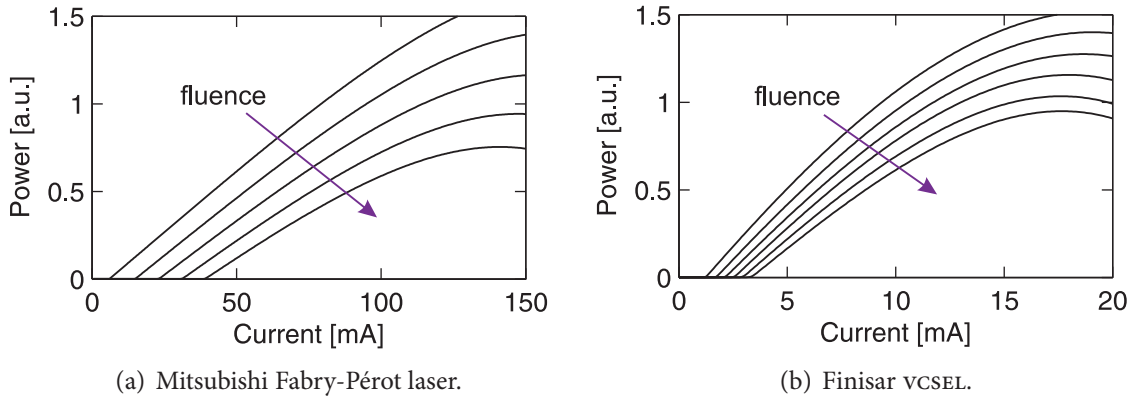 1.5
1
0.5
0
Power [a.u.]
fluence
0 50 100 150
Current [mA]
(a) Mitsubishi Fabry-Pérot laser.
1.5
1
0.5
0
Power [a.u.]
fluence
0 5 10 15 20
Current [mA]
(b) Finisar VCSEL.